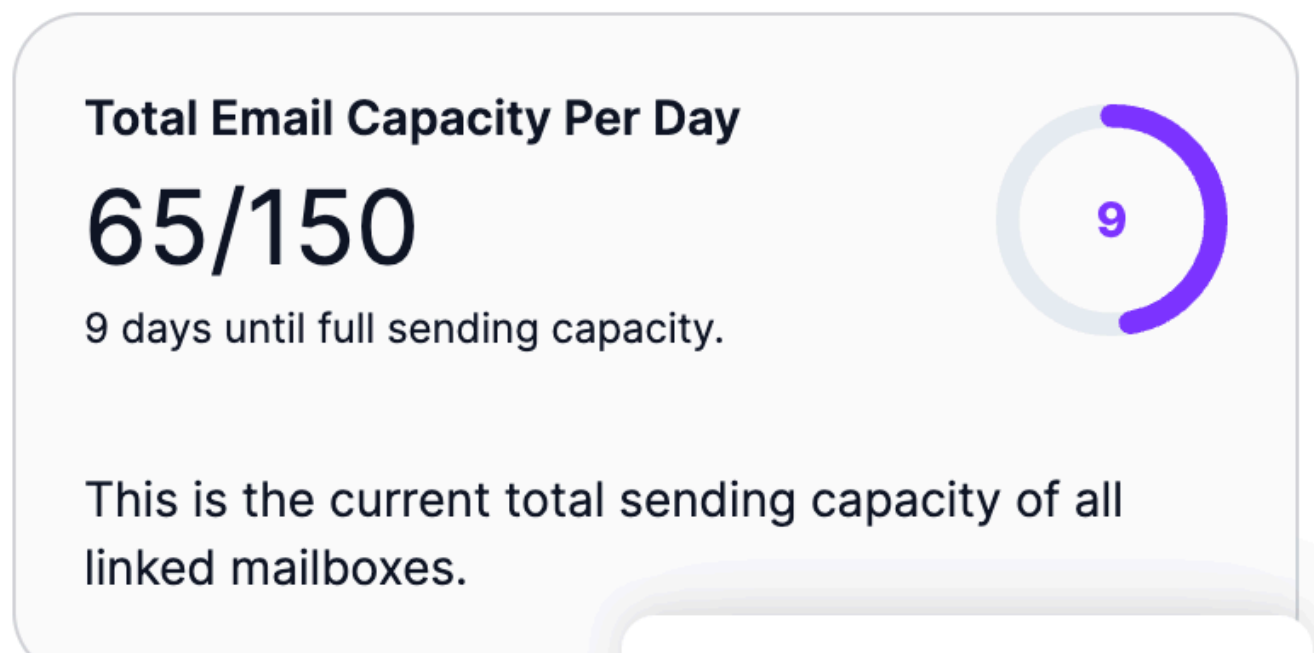 Total Email Capacity Per Day
65/150
9
9 days until full sending capacity.
This is the current total sending capacity of all
linked mailboxes.